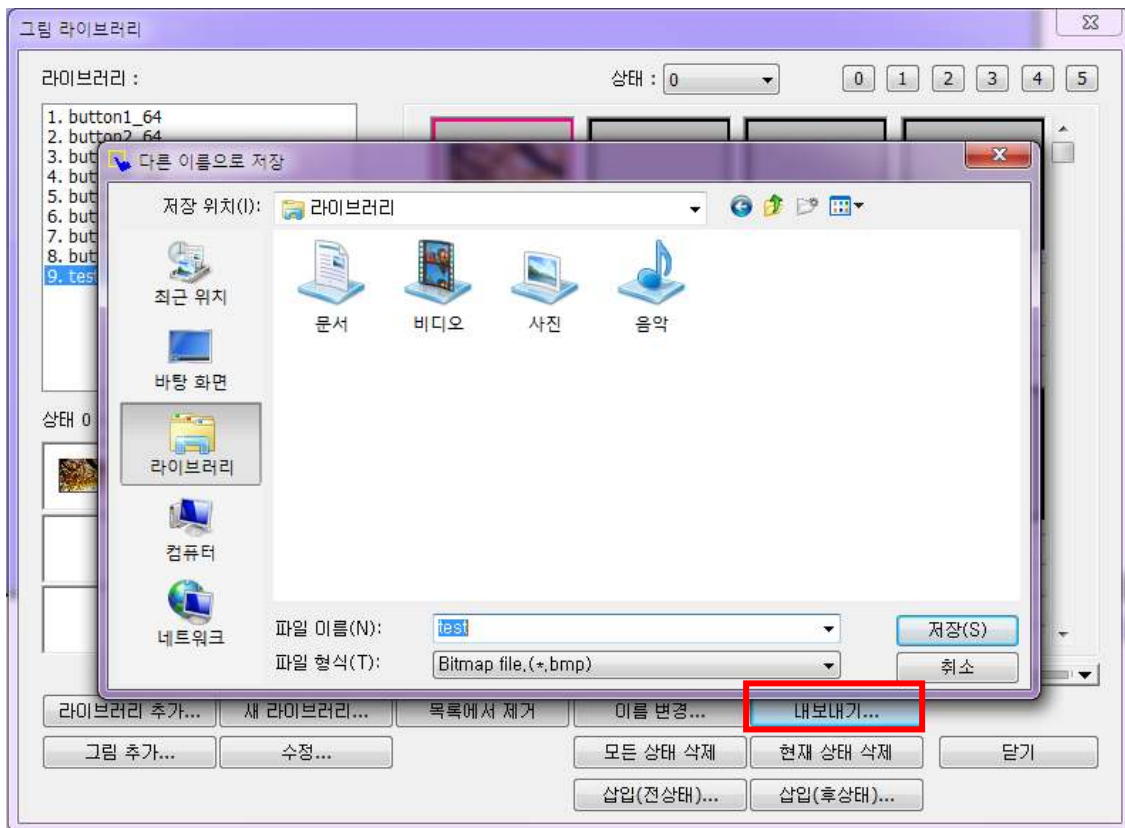 그림 라이브러리
라이브러리 :
상태 : 0
0 1 2 3 4 5
1. button1_64
2. button2_64
3. but
4. but
5. but
6. but
7. but
8. but
9. test
다른 이름으로 저장
저장 위치(I):
라이브러리
최근 위치
바탕 화면
라이브러리
컴퓨터
네트워크
문서 비디오 사진 음악
상태 0
파일 이름(N):
test
저장(S)
파일 형식(T):
Bitmap file,(*,bmp)
취소
라이브러리 추가... 새 라이브러리... 목록에서 제거 이름 변경... 내보내기...
그림 추가... 수정... 모든 상태 삭제 현재 상태 삭제 닫기
삽입(전상태)... 삽입(후상태)...